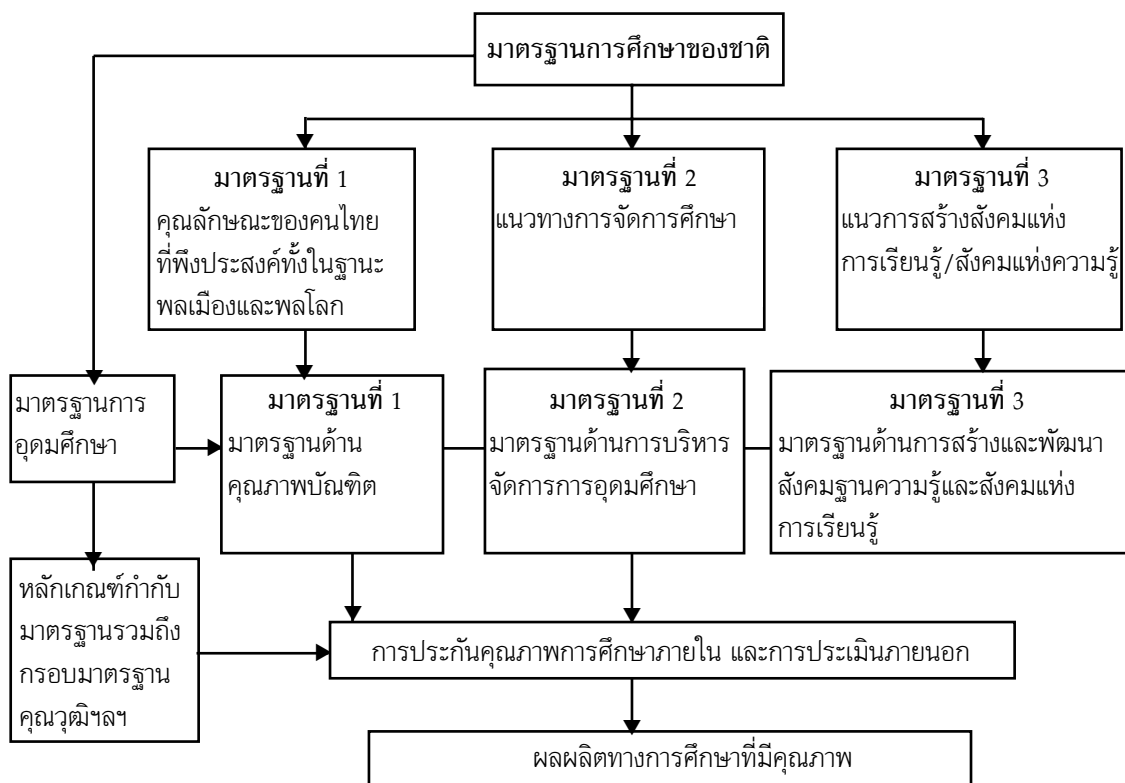 มาตรฐานการศึกษาของชาติ
มาตรฐานที่ 1
คุณลักษณะของคนไทย
ที่พึงประสงค์ทั้งในฐานะ
พลเมืองและพลโลก
มาตรฐานที่ 2
แนวทางการจัดการศึกษา
มาตรฐานที่ 3
แนวการสร้างสังคมแห่ง
การเรียนรู้/สังคมแห่งความรู้
มาตรฐานการ
อุดมศึกษา
มาตรฐานที่ 1
มาตรฐานด้าน
คุณภาพบัณฑิต
มาตรฐานที่ 2
มาตรฐานด้านการบริหาร
จัดการการอุดมศึกษา
มาตรฐานที่ 3
มาตรฐานด้านการสร้างและพัฒนา
สังคมฐานความรู้และสังคมแห่ง
การเรียนรู้
หลักเกณฑ์กำกับ
มาตรฐานรวมถึง
กรอบมาตรฐาน
คุณวุฒิฯลฯ
การประกันคุณภาพการศึกษาภายใน และการประเมินภายนอก
ผลผลิตทางการศึกษาที่มีคุณภาพ